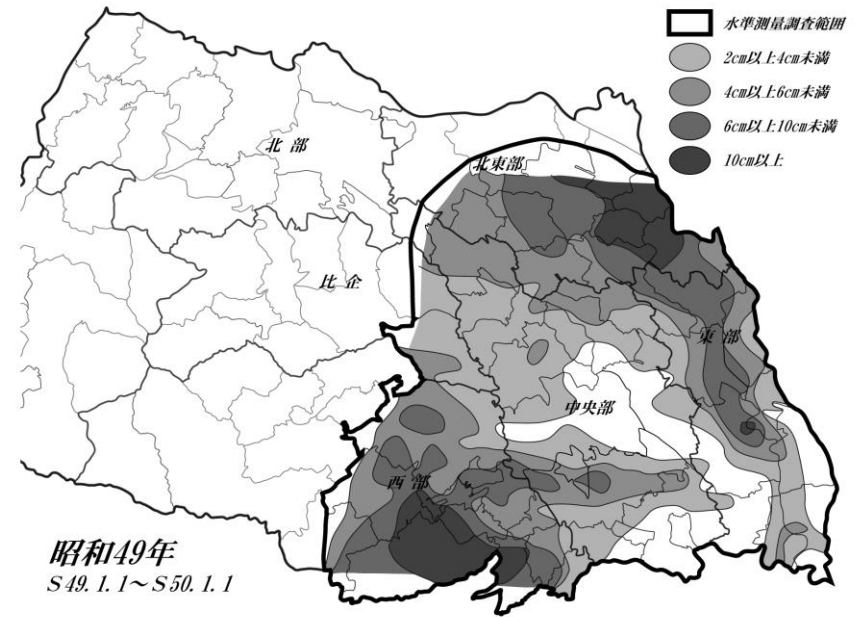 水準測量調査範囲
2cm以上4cm未満
4cm以上6cm未満
6cm以上10cm未満
10cm以上
北部
北東部
比企
東部
中央部
西部
昭和49年
S49.1.1～S50.1.1